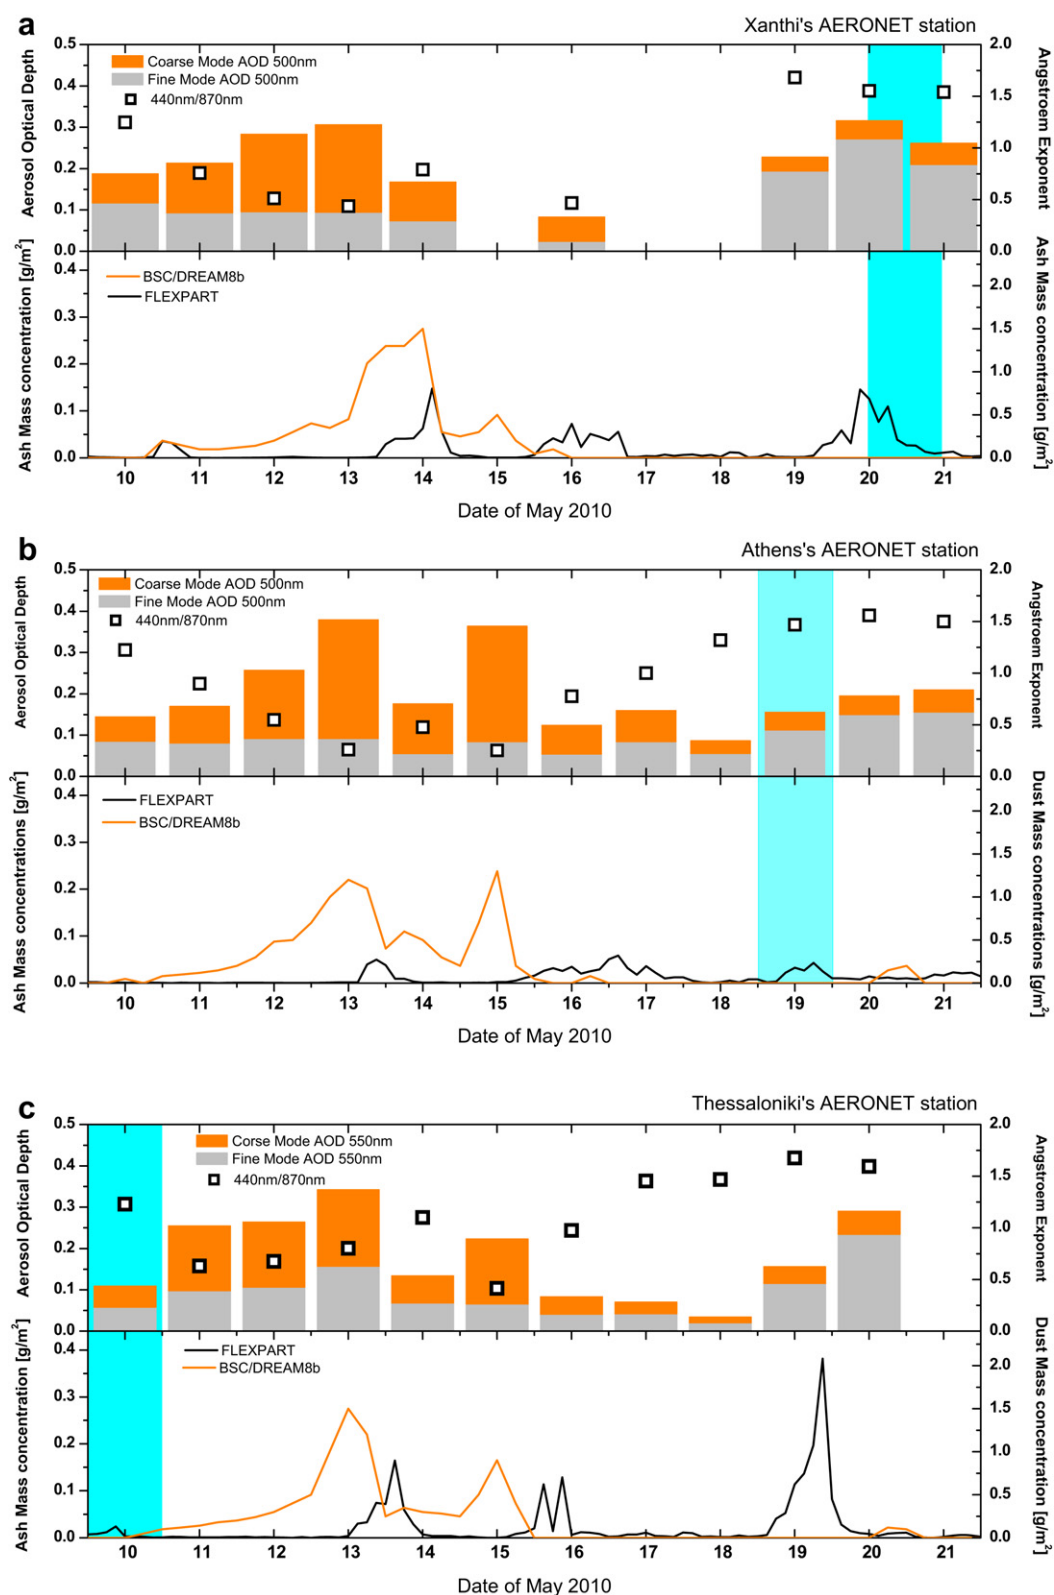 a
Xanthi's AERONET station
Aerosol Optical Depth
0.5
0.4
0.3
0.2
0.1
0.0
Coarse Mode AOD 500nm
Fine Mode AOD 500nm
440nm/870nm
2.0
1.5
1.0
0.5
0.0
Angstroem Exponent
Ash Mass concentration [g/m²]
0.4
0.3
0.2
0.1
0.0
BSC/DREAM8b
FLEXPART
2.0
1.5
1.0
0.5
0.0
Ash Mass concentration [g/m²]
10 11 12 13 14 15 16 17 18 19 20 21
Date of May 2010
b
Athens's AERONET station
Aerosol Optical Depth
0.5
0.4
0.3
0.2
0.1
0.0
Coarse Mode AOD 500nm
Fine Mode AOD 500nm
440nm/870nm
2.0
1.5
1.0
0.5
0.0
Angstroem Exponent
Ash Mass concentrations [g/m²]
0.4
0.3
0.2
0.1
0.0
FLEXPART
BSC/DREAM8b
2.0
1.5
1.0
0.5
0.0
Dust Mass concentrations [g/m²]
10 11 12 13 14 15 16 17 18 19 20 21
Date of May 2010
c
Thessaloniki's AERONET station
Aerosol Optical Depth
0.5
0.4
0.3
0.2
0.1
0.0
Corse Mode AOD 550nm
Fine Mode AOD 550nm
440nm/870nm
2.0
1.5
1.0
0.5
0.0
Angstroem Exponent
Ash Mass concentration [g/m²]
0.4
0.3
0.2
0.1
0.0
FLEXPART
BSC/DREAM8b
2.0
1.5
1.0
0.5
0.0
Dust Mass concentration [g/m²]
10 11 12 13 14 15 16 17 18 19 20 21
Date of May 2010